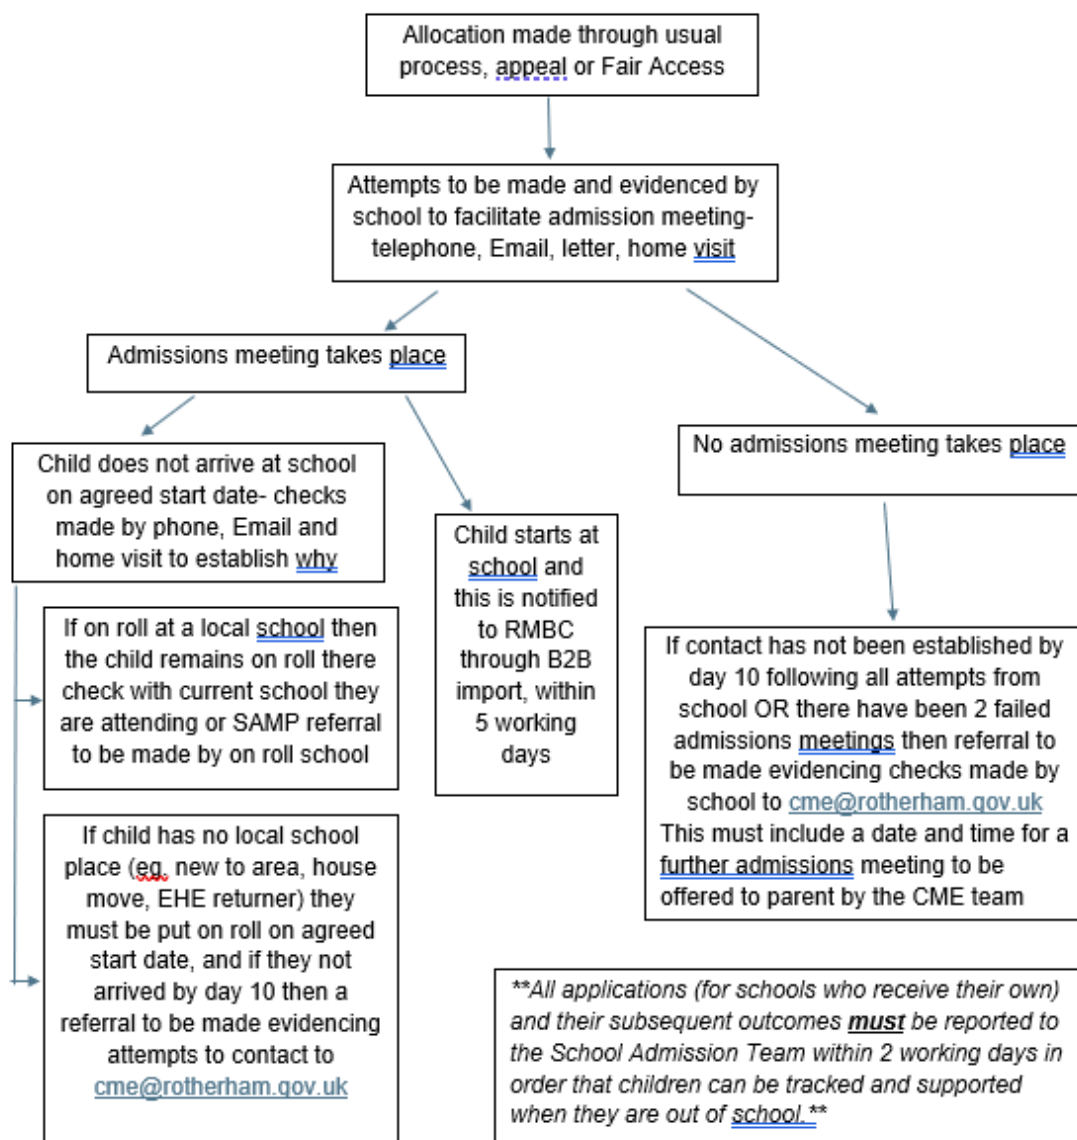 Allocation made through usual
process, appeal or Fair Access
Attempts to be made and evidenced by
school to facilitate admission meeting-
telephone, Email, letter, home visit
Admissions meeting takes place
No admissions meeting takes place
Child does not arrive at school
on agreed start date- checks
made by phone, Email and
home visit to establish why
Child starts at
school and
this is notified
to RMBC
through B2B
import, within
5 working
days
If on roll at a local school then
the child remains on roll there
check with current school they
are attending or SAMP referral
to be made by on roll school
If contact has not been established by
day 10 following all attempts from
school OR there have been 2 failed
admissions meetings then referral to
be made evidencing checks made by
school to cme@rotherham.gov.uk
This must include a date and time for a
further admissions meeting to be
offered to parent by the CME team
If child has no local school
place (eg. new to area, house
move, EHE returner) they
must be put on roll on agreed
start date, and if they not
arrived by day 10 then a
referral to be made evidencing
attempts to contact to
cme@rotherham.gov.uk
**All applications (for schools who receive their own)
and their subsequent outcomes must be reported to
the School Admission Team within 2 working days in
order that children can be tracked and supported
when they are out of school.**